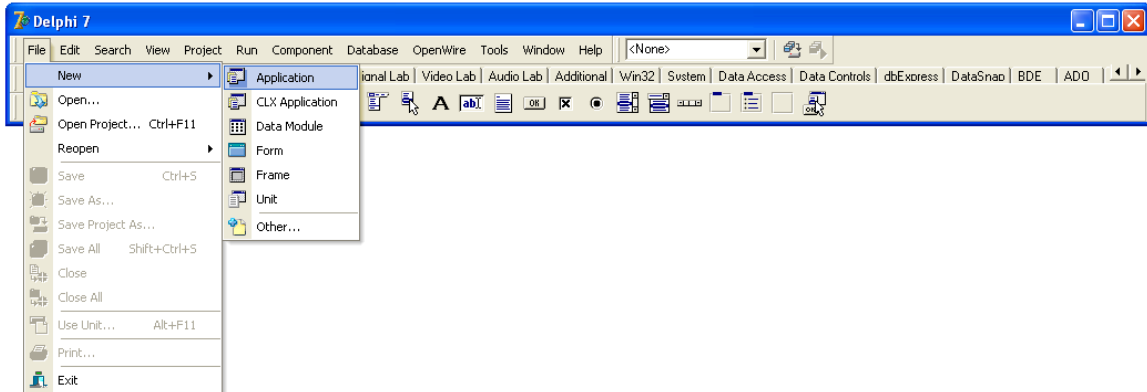 Delphi 7
File Edit Search View Project Run Component Database OpenWire Tools Window Help <None>
ional Lab Video Lab Audio Lab Additional Win32 System Data Access Data Controls dbExpress DataSnap BDE ADO
New
Open...
Open Project... Ctrl+F11
Reopen
Save Ctrl+S
Save As...
Save Project As...
Save All Shift+Ctrl+S
Close
Close All
Use Unit... Alt+F11
Print...
Exit
Application
CLX Application
Data Module
Form
Frame
Unit
Other...
A abI OK